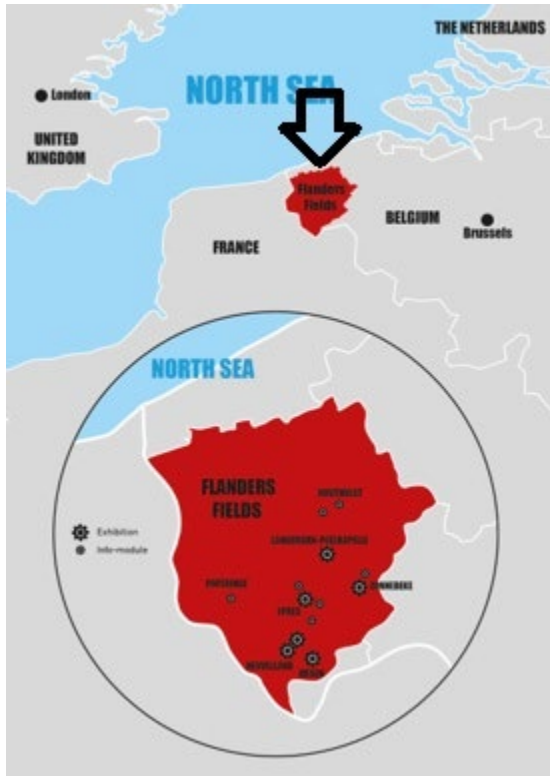 THE NETHERLANDS
NORTH SEA
London
UNITED
KINGDOM
Flanders
Fields
BELGIUM
Brussels
FRANCE
NORTH SEA
FLANDERS
FIELDS
HOUTHULST
LANGEMARK-POELKAPELLE
Exhibition
Info-module
ZONNEBEKE
POPERINGE
YPRES
HEUVELLAND
MESEN